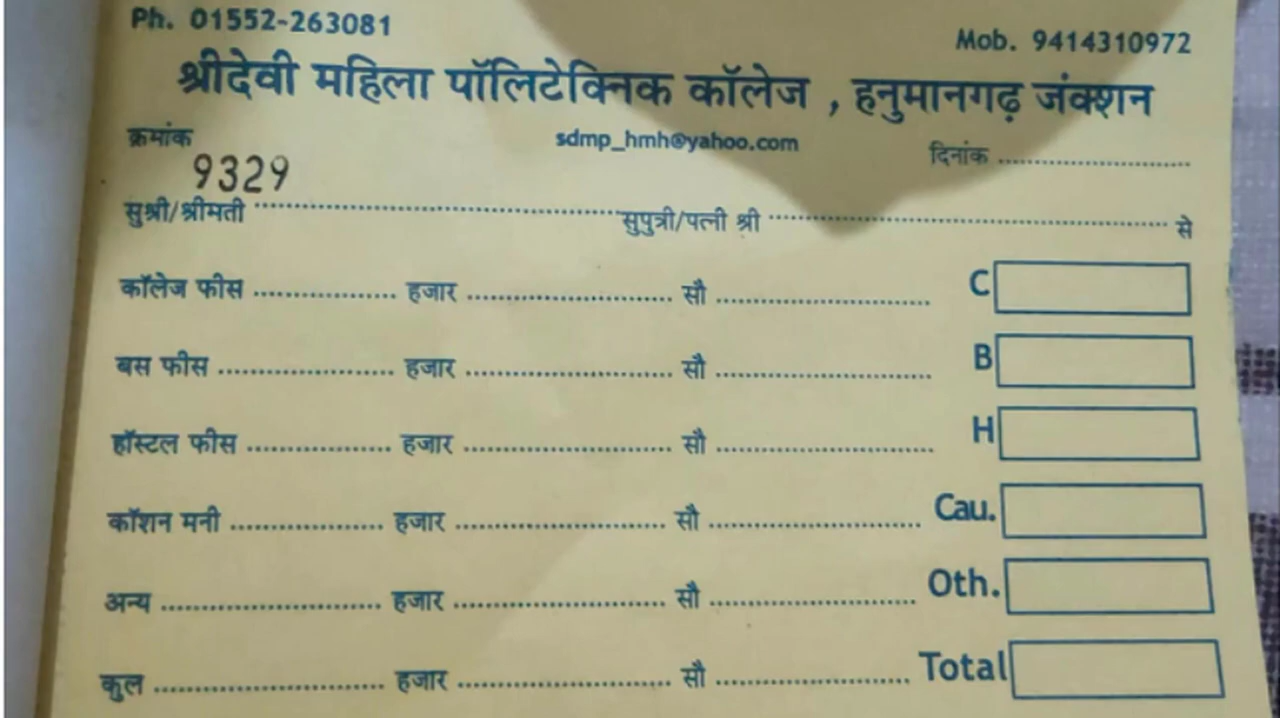 Ph. 01552-263081 Mob. 9414310972
श्रीदेवी महिला पॉलिटेक्निक कॉलेज , हनुमानगढ़ जंक्शन
क्रमांक sdmp_hmh@yahoo.com दिनांक ........................
9329
सुश्री/श्रीमती ........................ सुपुत्री/पत्नी श्री ........................ से
कॉलेज फीस ................ हजार ........................ सौ ........................ C
बस फीस ................ हजार ........................ सौ ........................ B
हॉस्टल फीस ................ हजार ........................ सौ ........................ H
कॉशन मनी ................ हजार ........................ सौ ........................ Cau.
अन्य ................ हजार ........................ सौ ........................ Oth.
कुल ................ हजार ........................ सौ ........................ Total